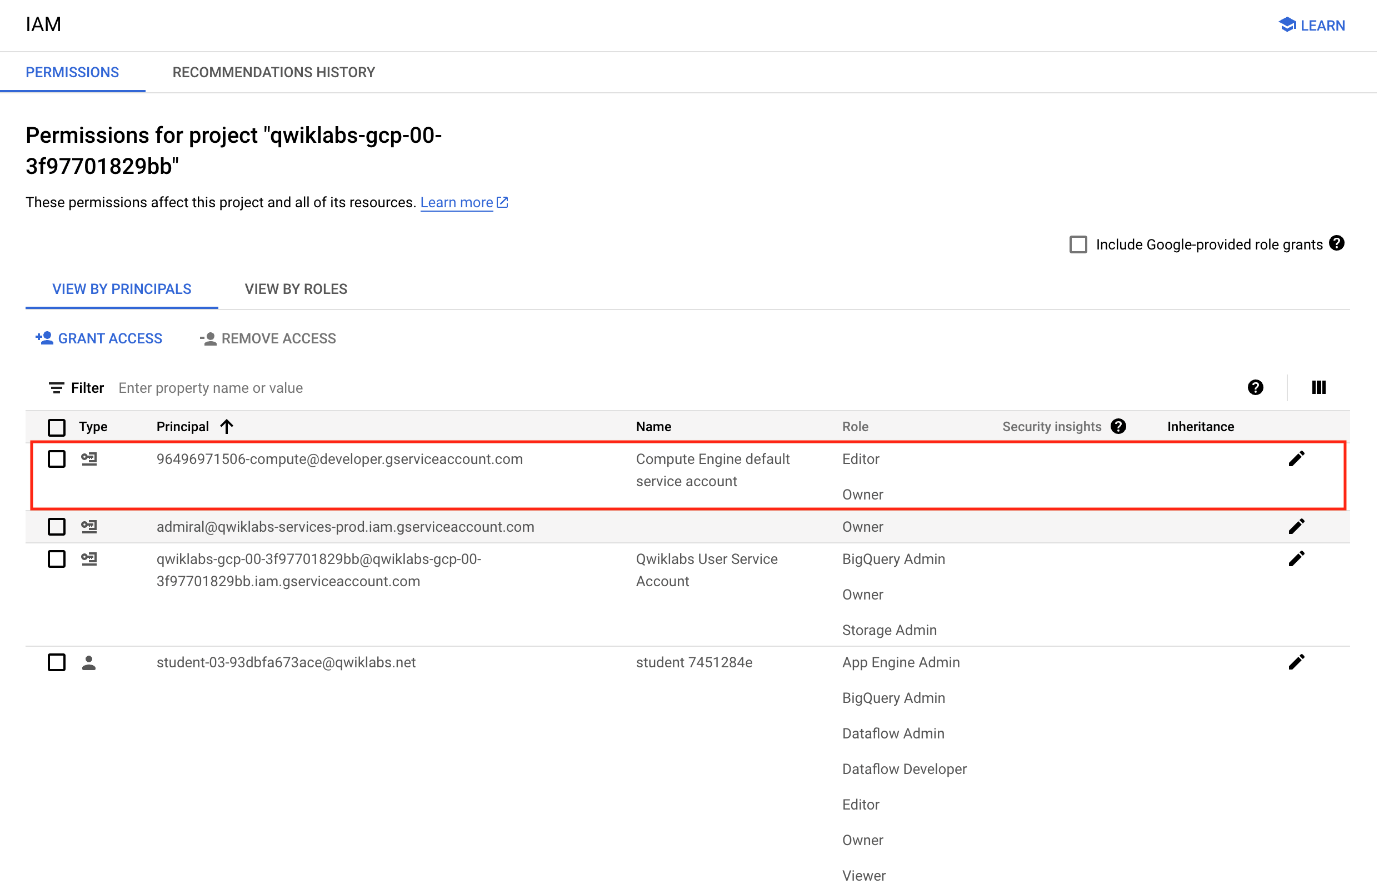 IAM
LEARN
PERMISSIONS
RECOMMENDATIONS HISTORY
Permissions for project "qwiklabs-gcp-00-
3f97701829bb"
These permissions affect this project and all of its resources. Learn more
Include Google-provided role grants
VIEW BY PRINCIPALS
VIEW BY ROLES
GRANT ACCESS
REMOVE ACCESS
Filter Enter property name or value
Type Principal Name Role Security insights Inheritance
96496971506-compute@developer.gserviceaccount.com
Compute Engine default
service account
Editor
Owner
admiral@qwiklabs-services-prod.iam.gserviceaccount.com
Owner
qwiklabs-gcp-00-3f97701829bb@qwiklabs-gcp-00-
3f97701829bb.iam.gserviceaccount.com
Qwiklabs User Service
Account
BigQuery Admin
Owner
Storage Admin
student-03-93dbfa673ace@qwiklabs.net
student 7451284e
App Engine Admin
BigQuery Admin
Dataflow Admin
Dataflow Developer
Editor
Owner
Viewer